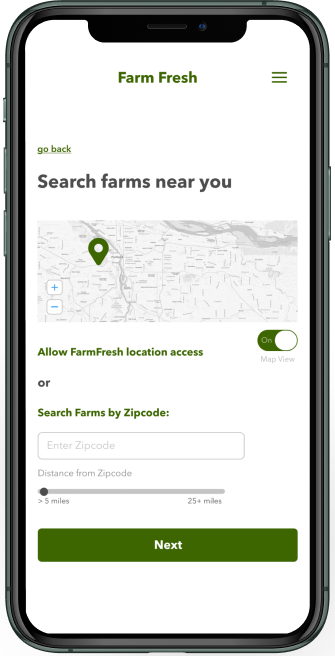 Farm Fresh
go back
Search farms near you
+
−
Allow FarmFresh location access
On
Map View
or
Search Farms by Zipcode:
Enter Zipcode
Distance from Zipcode
> 5 miles 25+ miles
Next